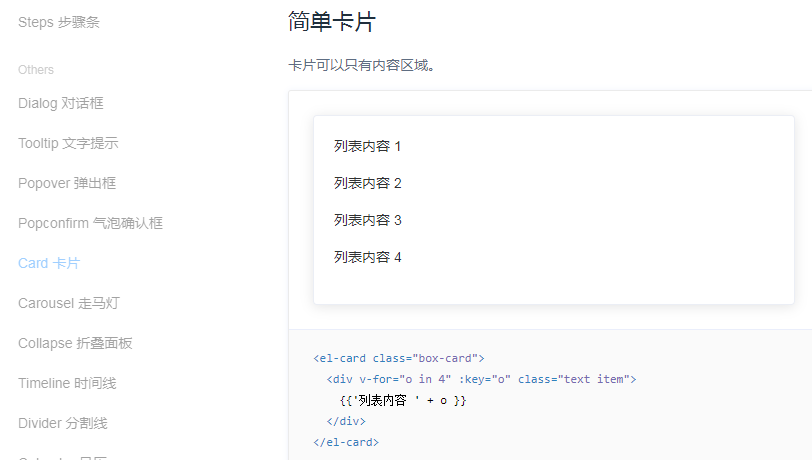 Steps 步骤条
Others
Dialog 对话框
Tooltip 文字提示
Popover 弹出框
Popconfirm 气泡确认框
Card 卡片
Carousel 走马灯
Collapse 折叠面板
Timeline 时间线
Divider 分割线
简单卡片
卡片可以只有内容区域。
列表内容 1
列表内容 2
列表内容 3
列表内容 4
<el-card class="box-card">
  <div v-for="o in 4" :key="o" class="text item">
    {{'列表内容 ' + o }}
  </div>
</el-card>